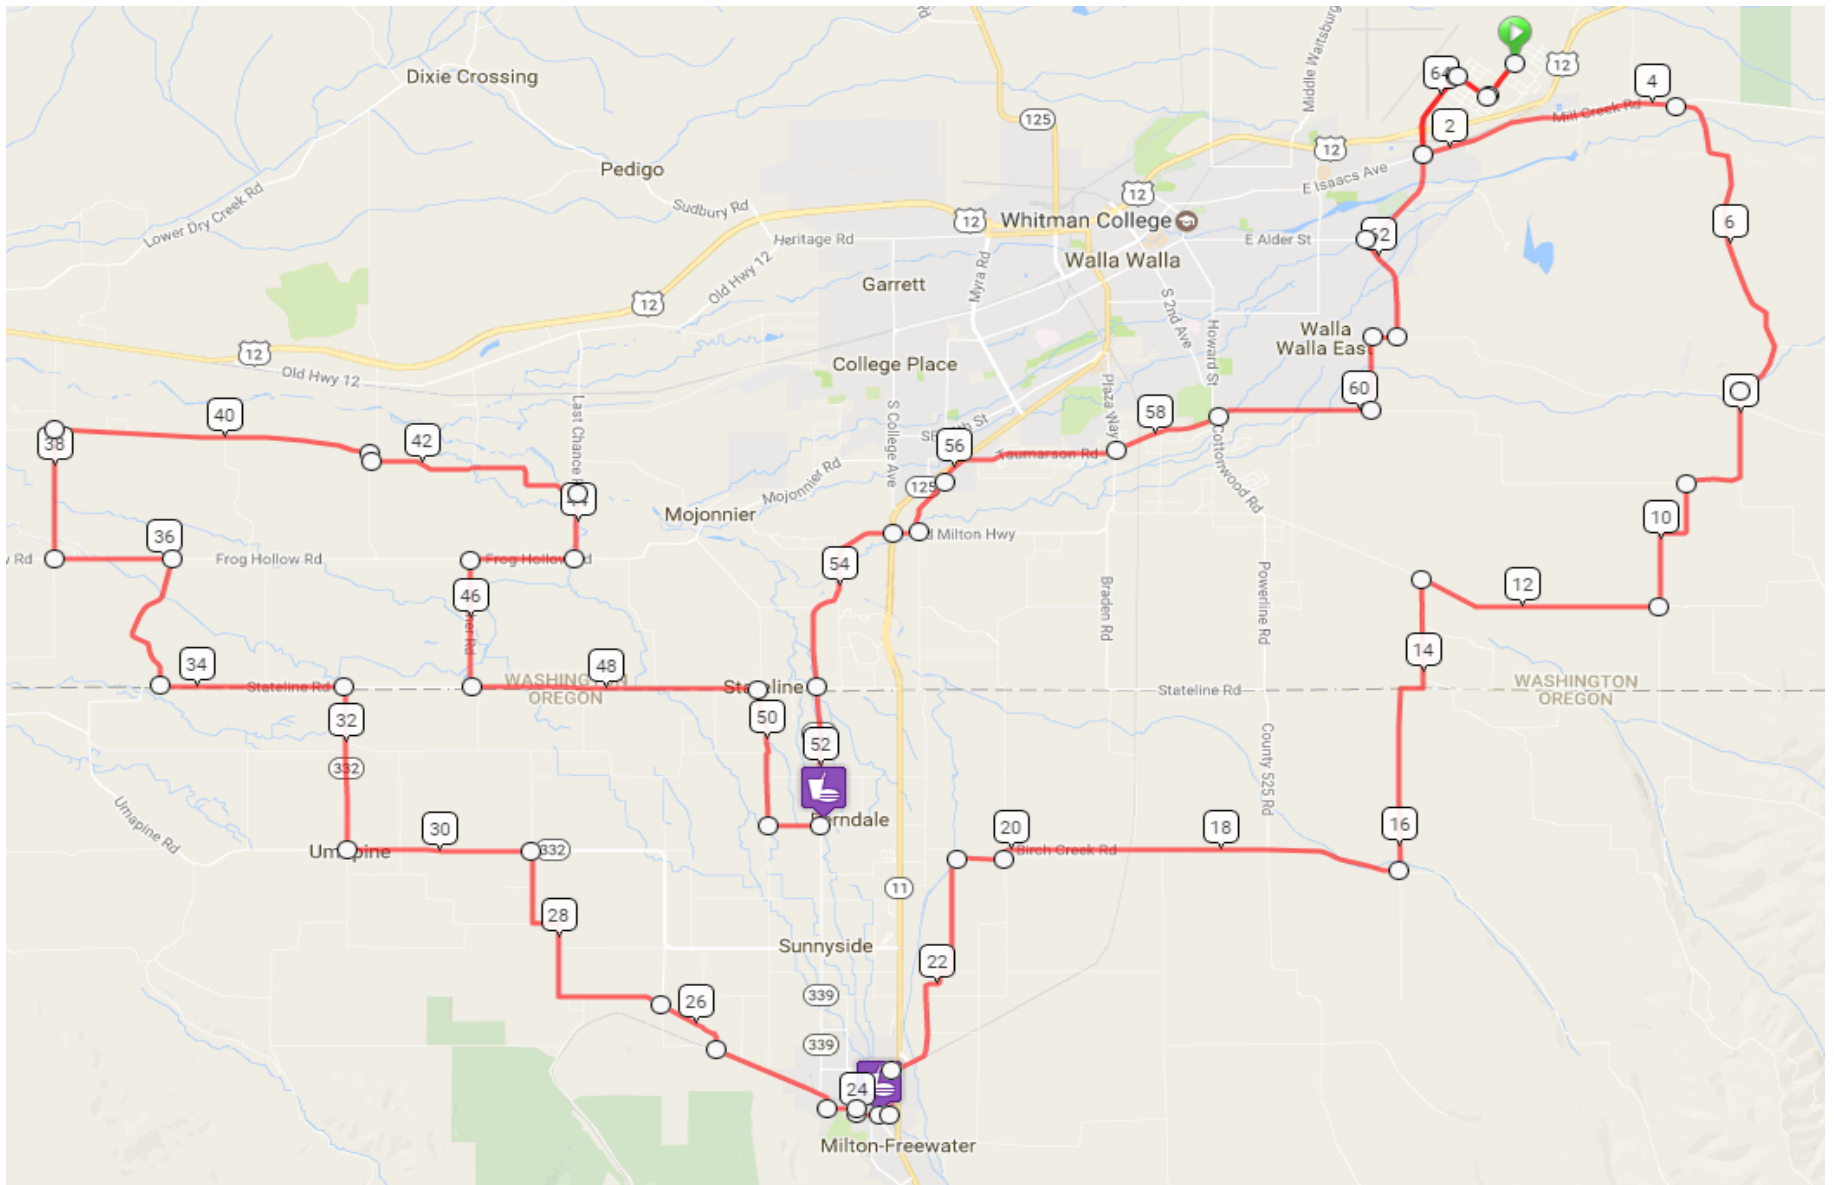 Dixie Crossing
12
64
4
Middle Waitsburg
125
2
Mill Creek Rd
12
Pedigo
E Isaacs Ave
Lower Dry Creek Rd
12
Sudbury Rd
12
Whitman College
6
Heritage Rd
E Alder St
62
Walla Walla
Old Hwy 12
Garrett
Myra Rd
12
S 2nd Ave
Howard St
Walla
Walla East
12
Old Hwy 12
College Place
Plaza Way
60
40
Last Chance
S College Ave
58
38
42
56
Taumarson Rd
Cottonwood Rd
Mojonnier Rd
125
44
Mojonnier
10
36
Frog Hollow Rd
Frog Hollow
Milton Hwy
54
46
12
Braden Rd
Powerline Rd
14
34
48
Stateline Rd
WASHINGTON
OREGON
Stateline
Stateline Rd
WASHINGTON
OREGON
32
50
52
332
County 525 Rd
Umapine Rd
Ferndale
30
20
18
16
Umapine
332
Birch Creek Rd
11
28
Sunnyside
22
26
339
339
24
Milton-Freewater